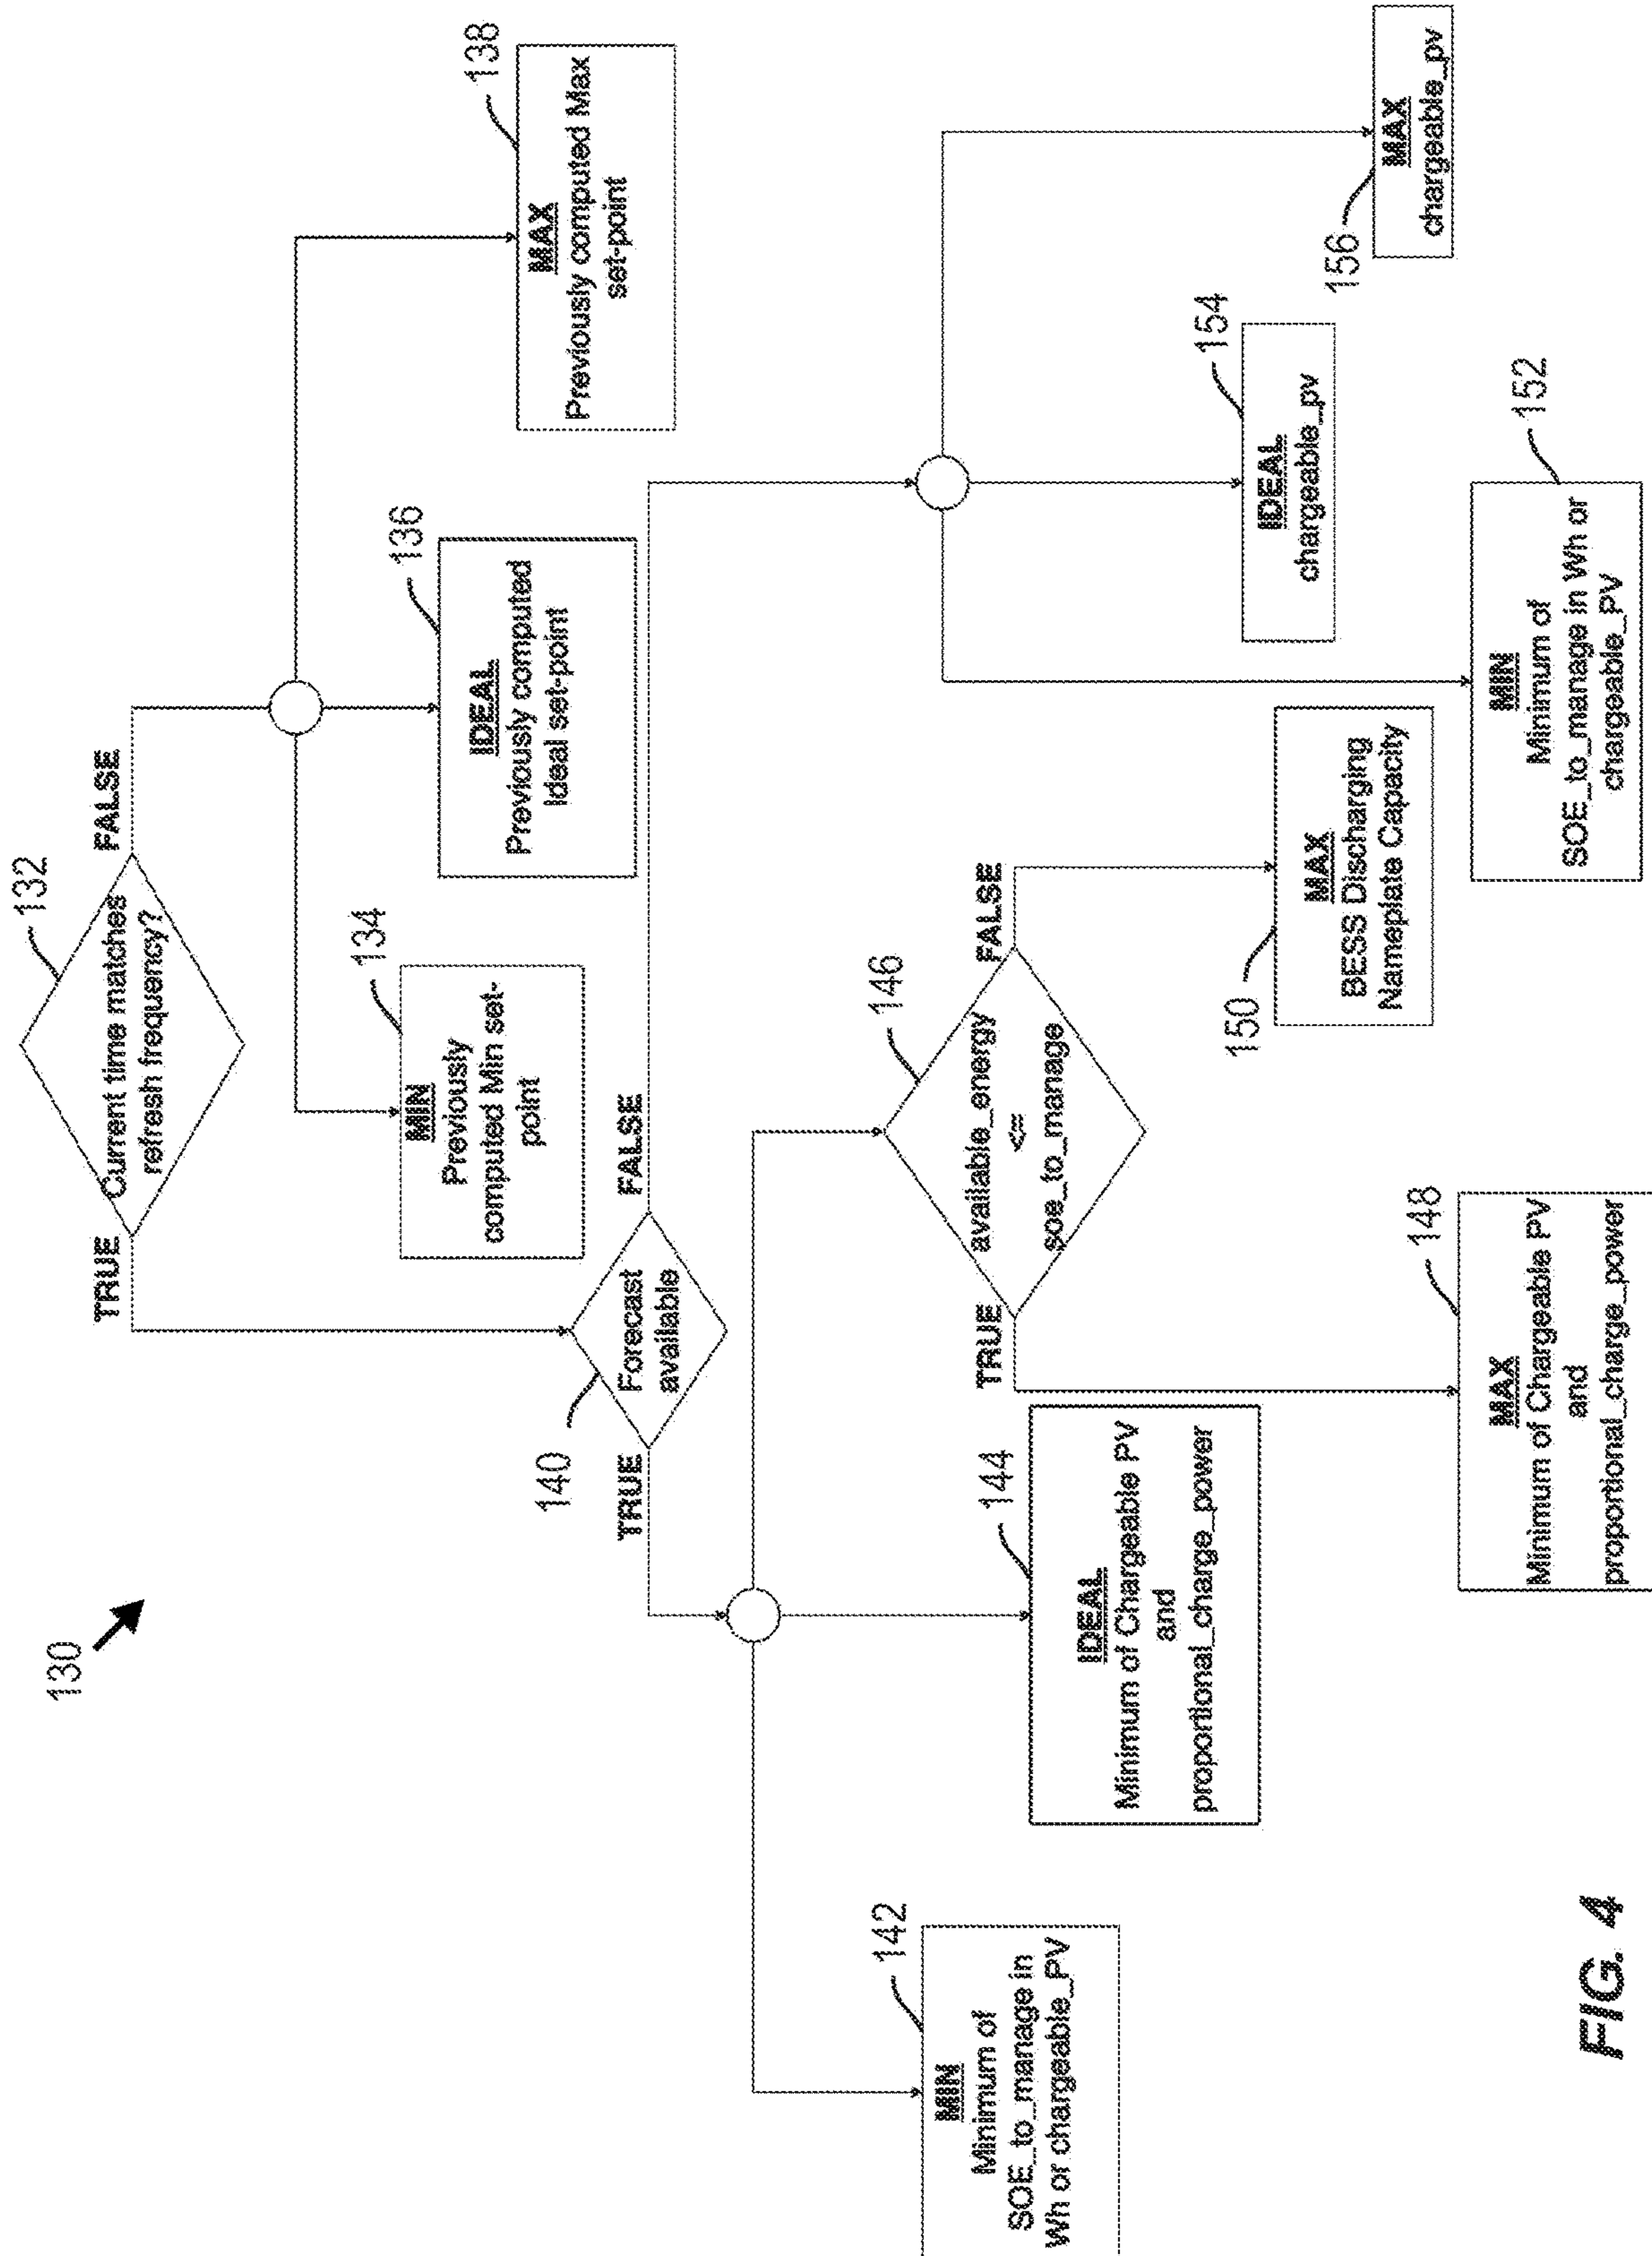 130
132
Current time matches
refresh frequency?
TRUE
FALSE
134
MIN
Previously
computed Min set-
point
136
IDEAL
Previously computed
Ideal set-point
138
MAX
Previously computed Max
set-point
140
Forecast
available
TRUE
FALSE
142
MIN
Minimum of
SOE_to_manage in
Wh or chargeable_PV
144
IDEAL
Minimum of Chargeable PV
and
proportional_charge_power
146
available_energy
<=
soe_to_manage
TRUE
FALSE
148
MAX
Minimum of Chargeable PV
and
proportional_charge_power
150
MAX
BESS Discharging
Nameplate Capacity
152
MIN
Minimum of
SOE_to_manage in Wh or
chargeable_PV
154
IDEAL
chargeable_pv
156
MAX
chargeable_pv
FIG. 4